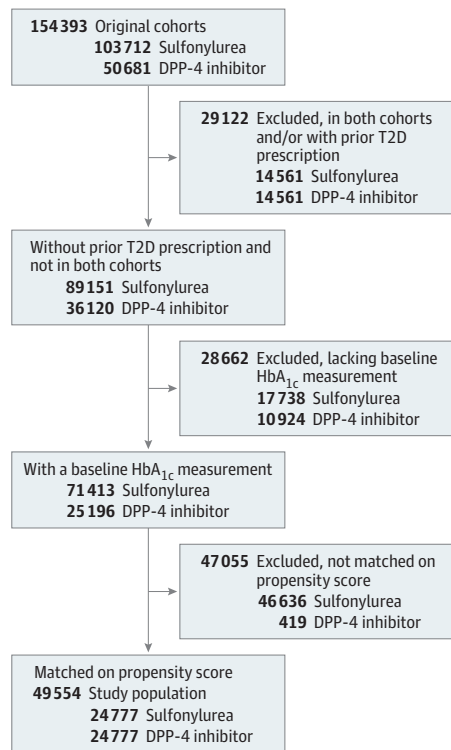 154393 Original cohorts
103712 Sulfonylurea
50681 DPP-4 inhibitor
29122 Excluded, in both cohorts
and/or with prior T2D
prescription
14561 Sulfonylurea
14561 DPP-4 inhibitor
Without prior T2D prescription and
not in both cohorts
89151 Sulfonylurea
36120 DPP-4 inhibitor
28662 Excluded, lacking baseline
HbA1c measurement
17738 Sulfonylurea
10924 DPP-4 inhibitor
With a baseline HbA1c measurement
71413 Sulfonylurea
25196 DPP-4 inhibitor
47055 Excluded, not matched on
propensity score
46636 Sulfonylurea
419 DPP-4 inhibitor
Matched on propensity score
49554 Study population
24777 Sulfonylurea
24777 DPP-4 inhibitor